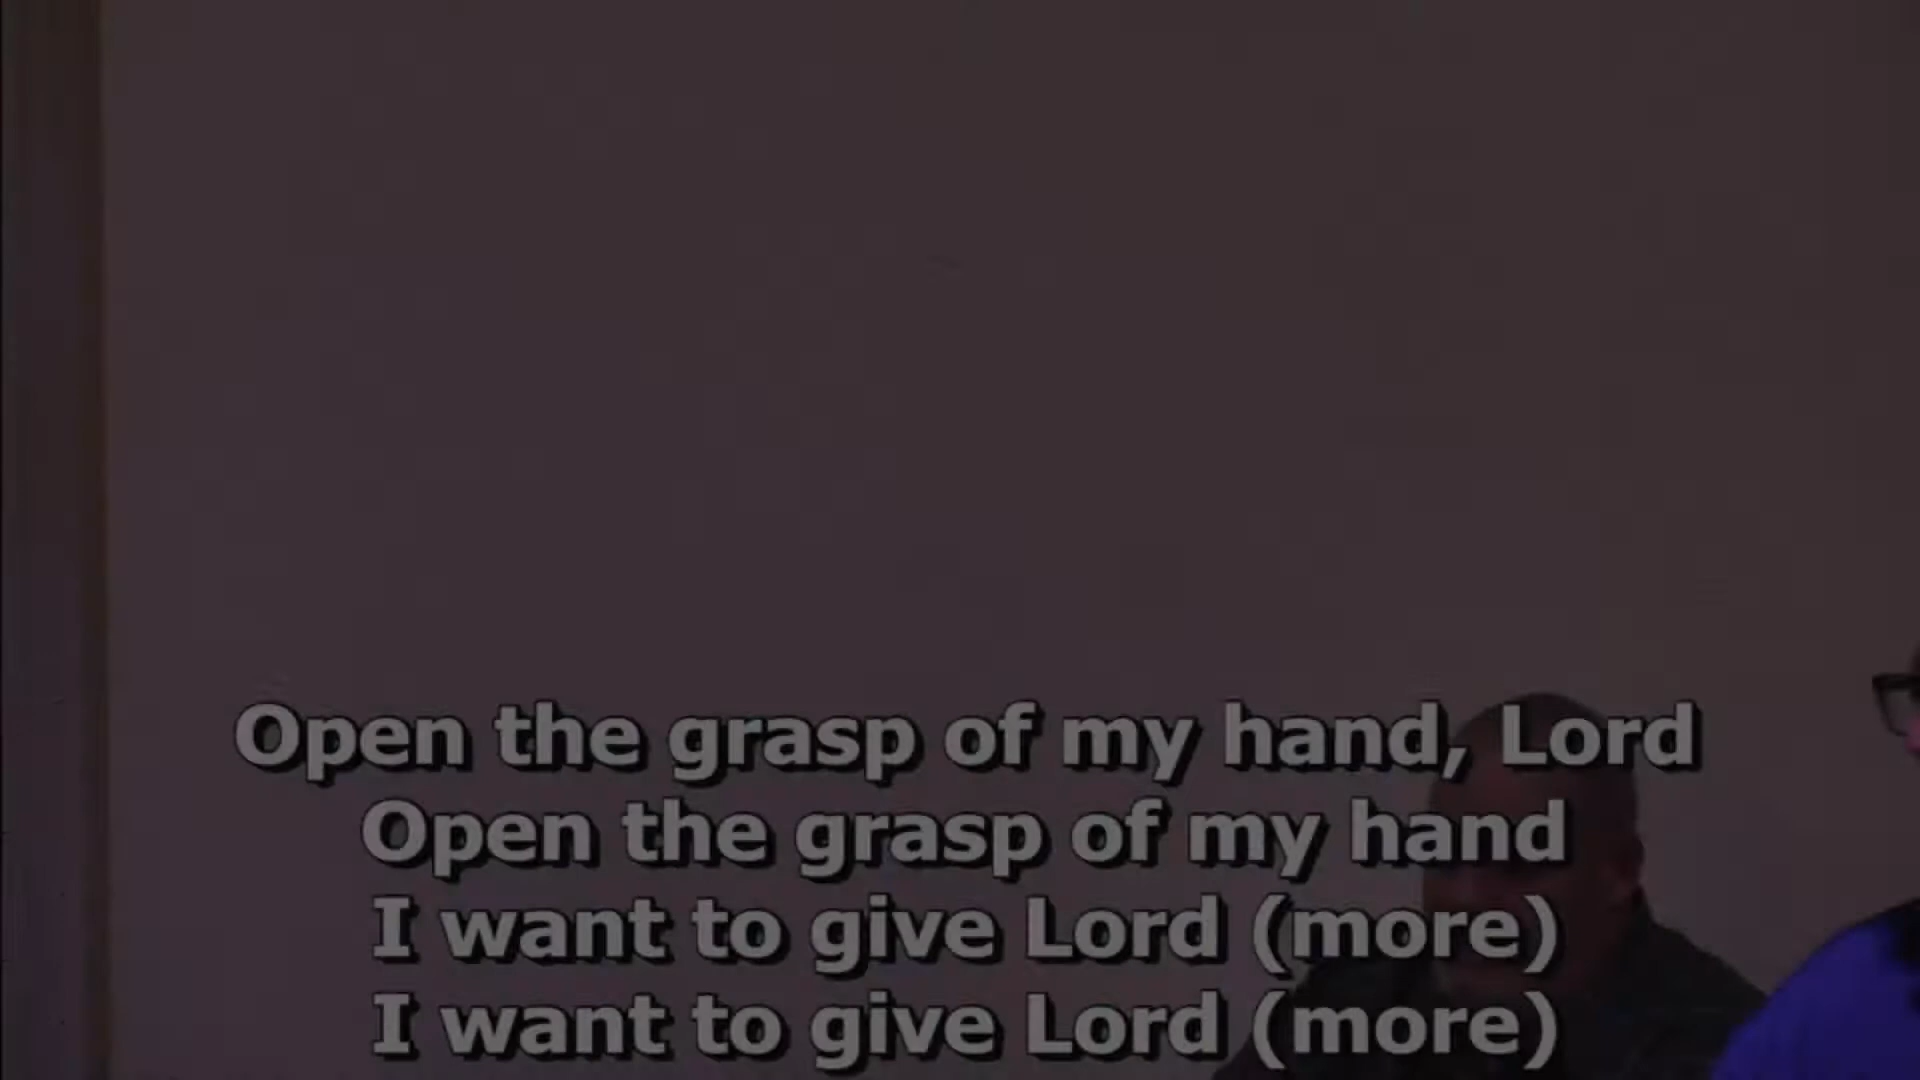 Open the grasp of my hand, Lord
Open the grasp of my hand
I want to give Lord (more)
I want to give Lord (more)